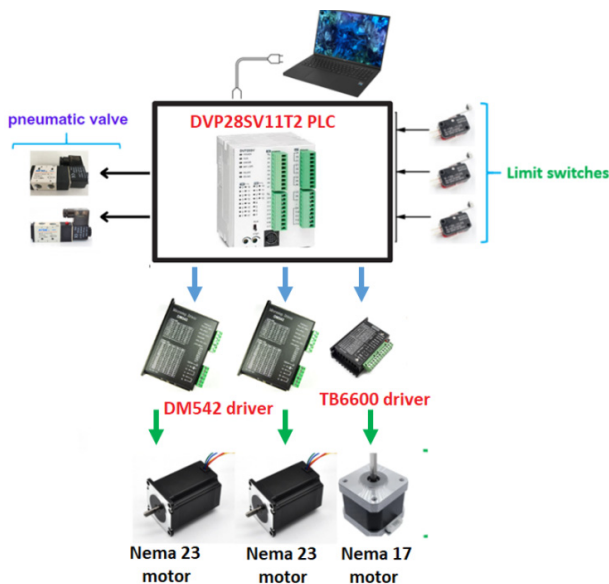 DVP28SV11T2 PLC
pneumatic valve
Limit switches
DM542 driver
TB6600 driver
Nema 23
motor
Nema 23
motor
Nema 17
motor